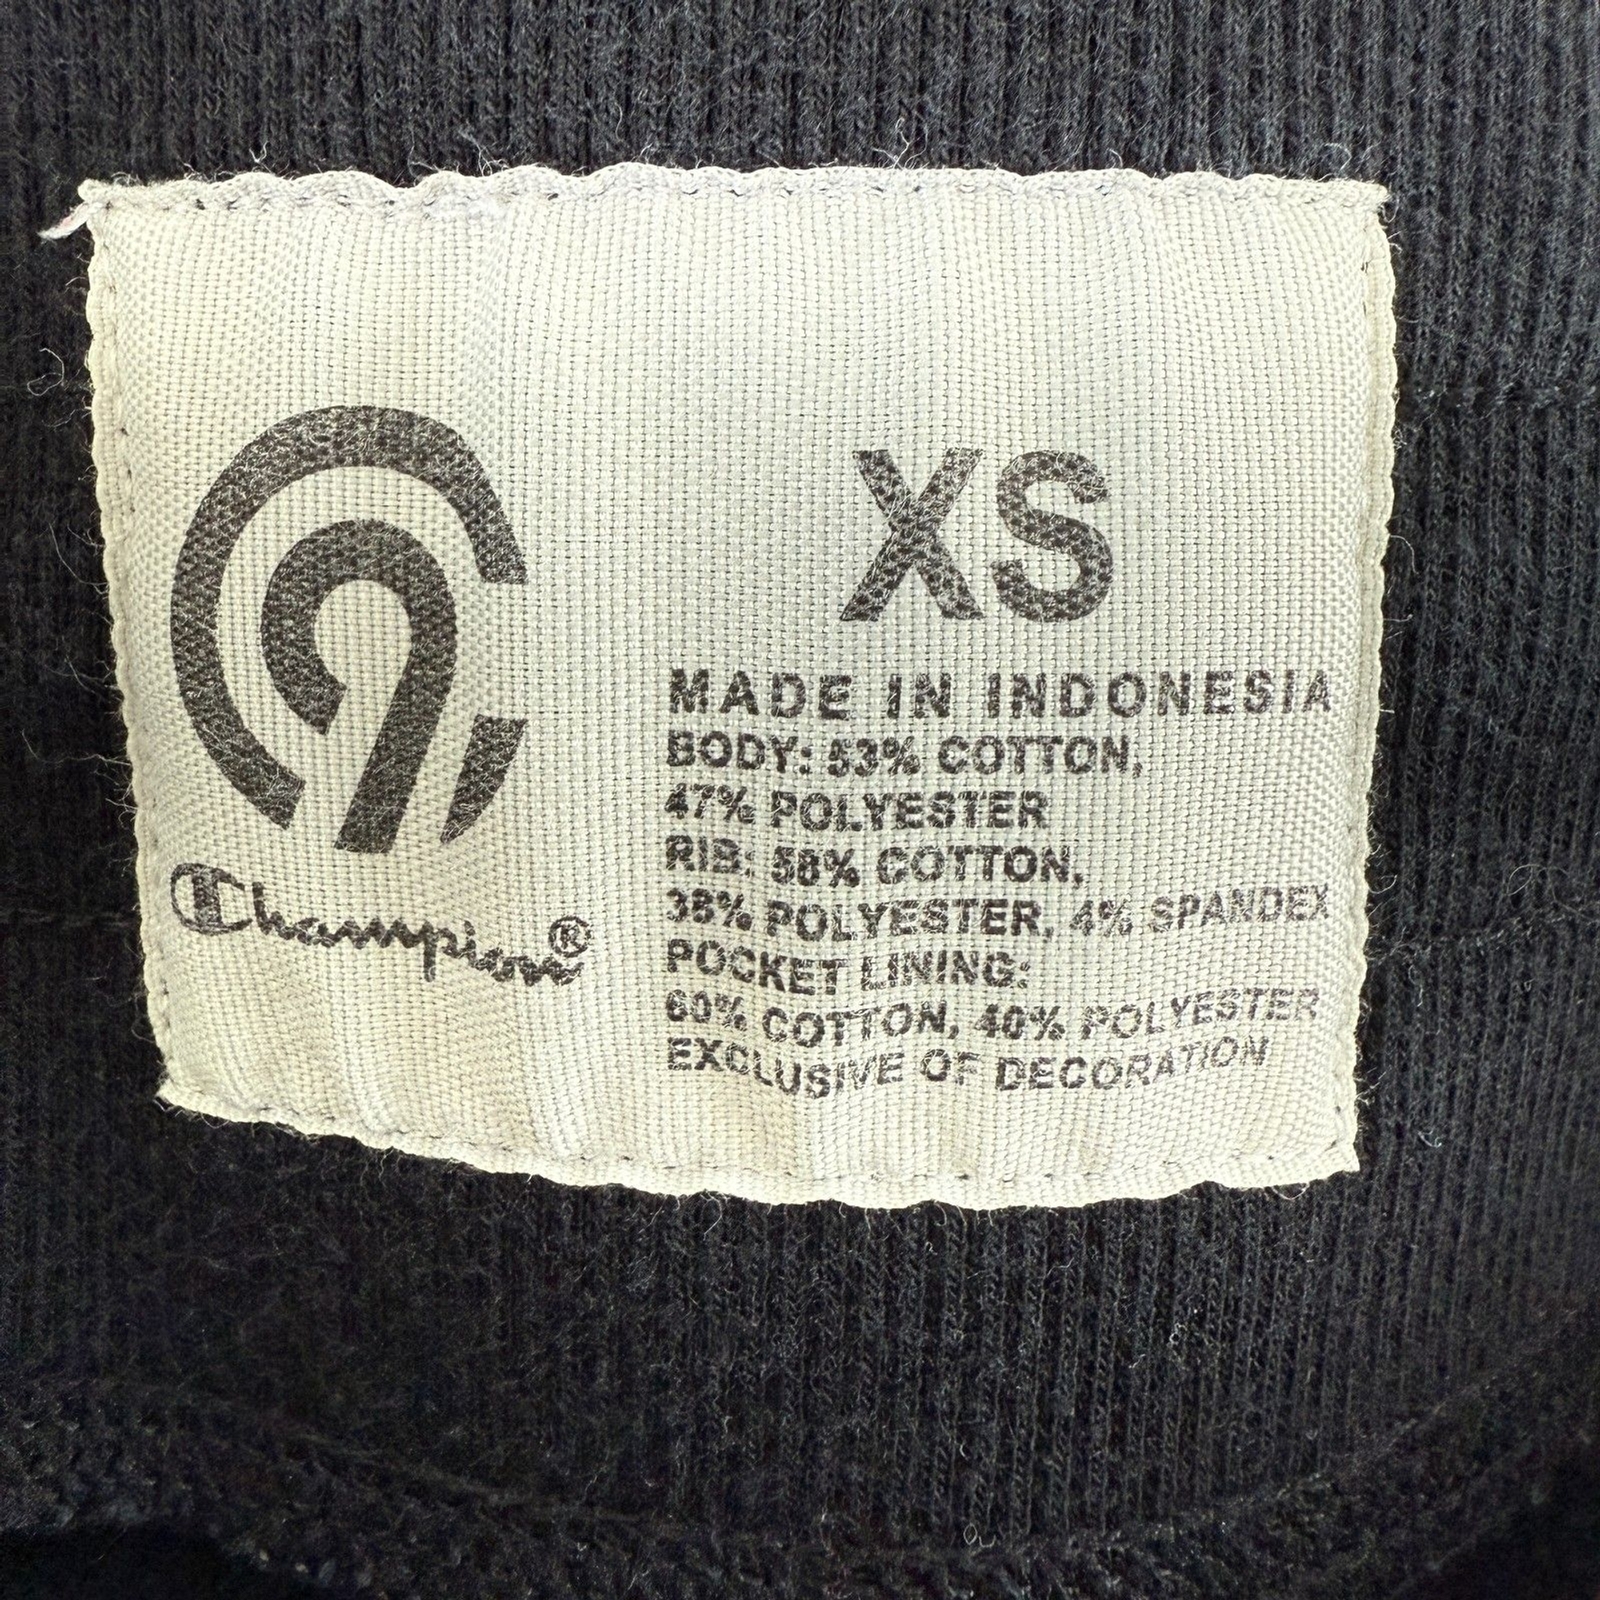 C9
Champion®
XS
MADE IN INDONESIA
BODY: 53% COTTON,
47% POLYESTER
RIB: 58% COTTON,
38% POLYESTER, 4% SPANDEX
POCKET LINING:
60% COTTON, 40% POLYESTER
EXCLUSIVE OF DECORATION